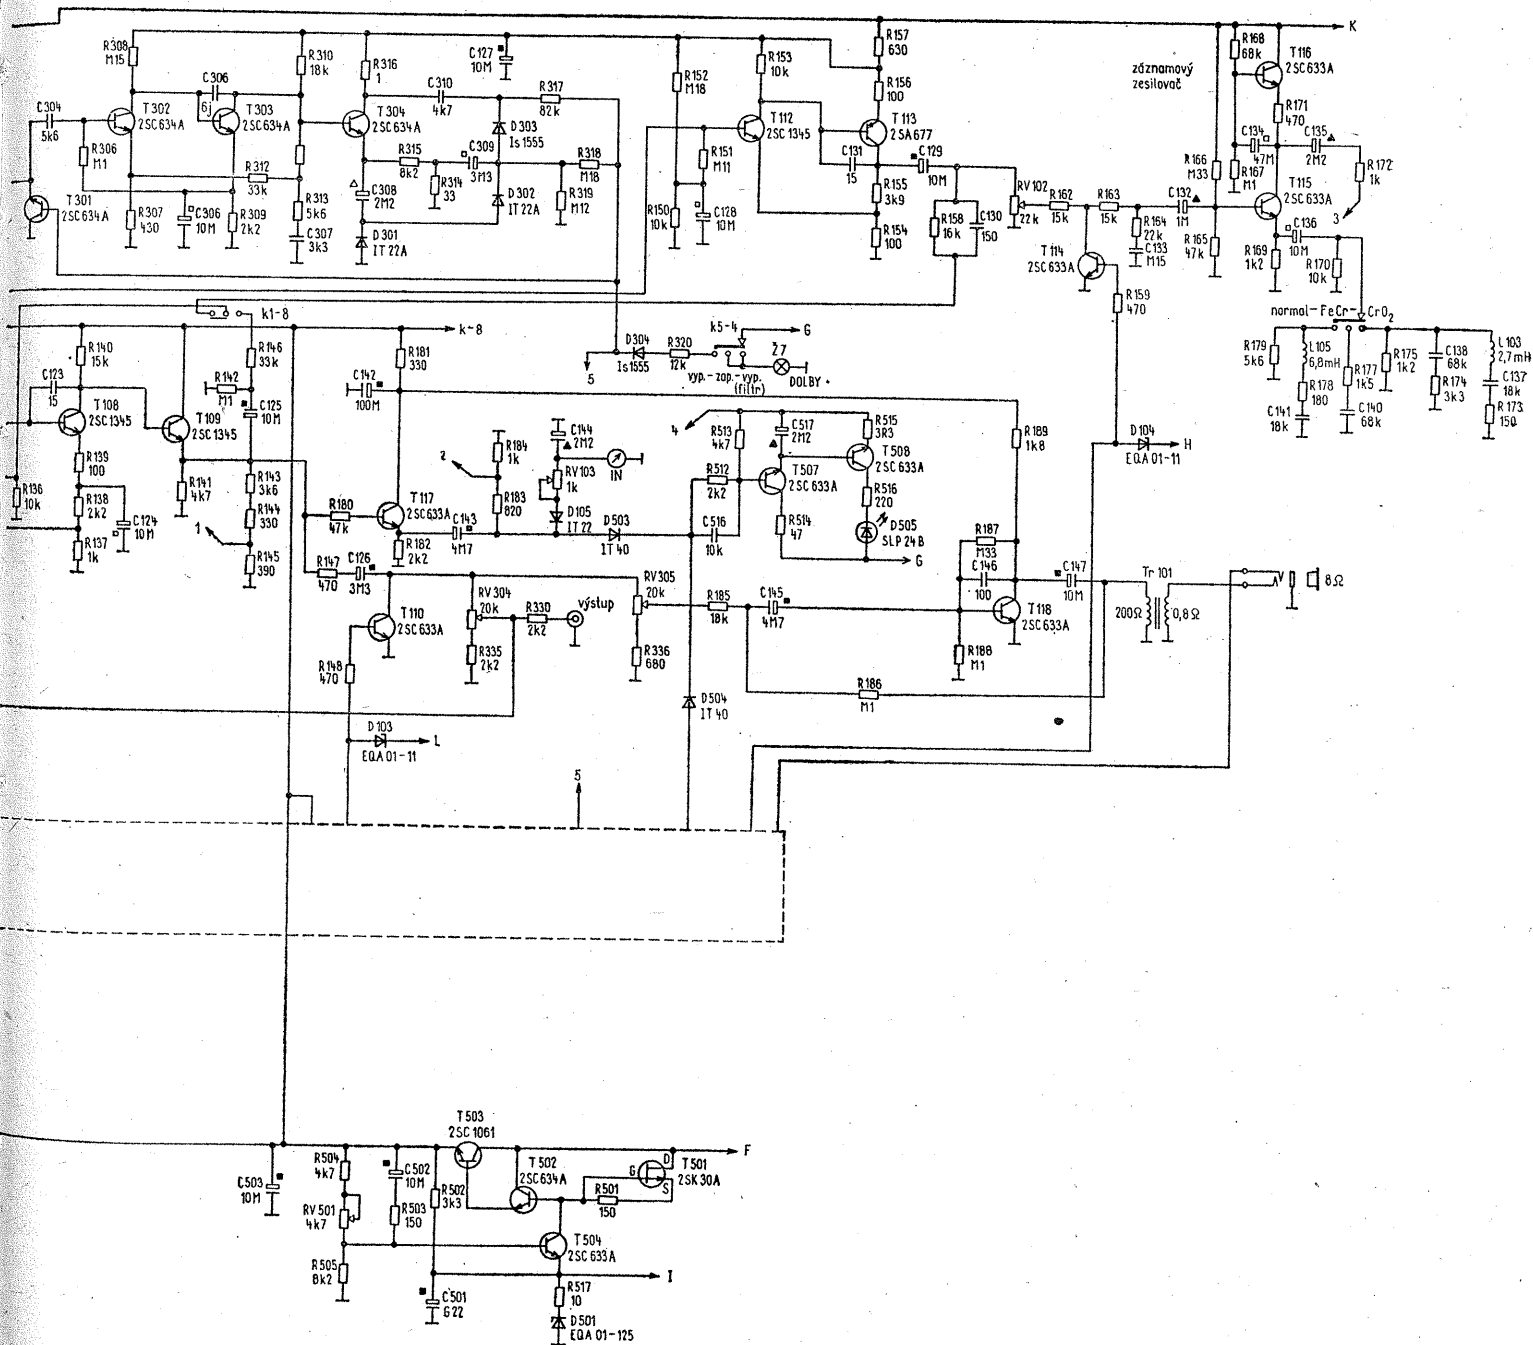 K
R157
630
R168
68k
T116
2SC633A
R308
M15
R310
18k
R316
1
C127
10M
R152
M18
R153
10k
R156
100
záznamový
zesilovač
C306
6j
C310
4k7
R317
82k
R171
470
C304
5k6
T302
2SC634A
T303
2SC634A
T304
2SC634A
D303
Is1555
T112
2SC1345
T113
2SA677
C134
47M
C135
2M2
R306
M1
R312
33k
R315
8k2
C309
3M3
R318
M18
R151
M11
C131
15
C129
10M
R166
M33
R167
M1
R172
1k
T301
2SC634A
R314
33
C308
2M2
D302
IT22A
R319
M12
R155
3k9
RV102
22k
R162
15k
R163
15k
C132
1M
T115
2SC633A
3
R307
430
C306
10M
R309
2k2
R313
5k6
C307
3k3
D301
IT22A
R150
10k
C128
10M
R154
100
R158
16k
C130
150
R164
22k
C133
M15
T114
2SC633A
R165
47k
R169
1k2
C136
10M
R170
10k
R159
470
k1-8
k-8
normal-FeCr-CrO2
R140
15k
R146
33k
R181
330
D304
Is1555
R320
12k
k5-4
G
Ž7
DOLBY
vyp.-zap.-vyp.
(filtr)
5
R179
5k6
L105
6,8mH
R177
1k5
R175
1k2
C138
68k
L103
2,7mH
C123
15
R142
M1
C142
100M
R178
180
R174
3k3
C137
18k
C141
18k
C140
68k
R173
150
T108
2SC1345
T109
2SC1345
C125
10M
4
R513
4k7
C517
2M2
R515
3R3
R189
1k8
D104
EQA01-11
H
R184
1k
C144
2M2
IN
T508
2SC633A
2
R139
100
R141
4k7
R143
3k6
RV103
1k
R512
2k2
T507
2SC633A
R136
10k
R138
2k2
C124
10M
R144
330
R180
47k
T117
2SC633A
C143
4M7
R183
820
D105
IT22
D503
IT40
C516
10k
R516
220
R514
47
D505
SLP24B
R187
M33
1
R137
1k
R145
390
R182
2k2
G
R147
470
C126
3M3
C146
100
C147
10M
Tr101
200Ω
0,8Ω
8Ω
RV304
20k
R330
2k2
výstup
RV305
20k
R185
18k
C145
4M7
T118
2SC633A
T110
2SC633A
R148
470
R335
2k2
R336
680
R188
M1
R186
M1
D504
IT40
D103
EQA01-11
L
5
T503
2SC1061
F
C503
10M
R504
4k7
C502
10M
R502
3k3
T502
2SC634A
D
G
S
T501
2SK30A
R501
150
RV501
4k7
R503
150
T504
2SC633A
R505
8k2
I
C501
G22
R517
10
D501
EQA01-125